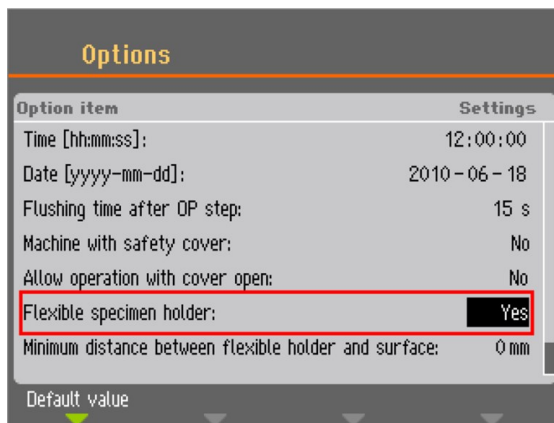 Options
Option item Settings
Time [hh:mm:ss]: 12:00:00
Date [yyyy-mm-dd]: 2010-06-18
Flushing time after OP step: 15 s
Machine with safety cover: No
Allow operation with cover open: No
Flexible specimen holder: Yes
Minimum distance between flexible holder and surface: 0 mm
Default value